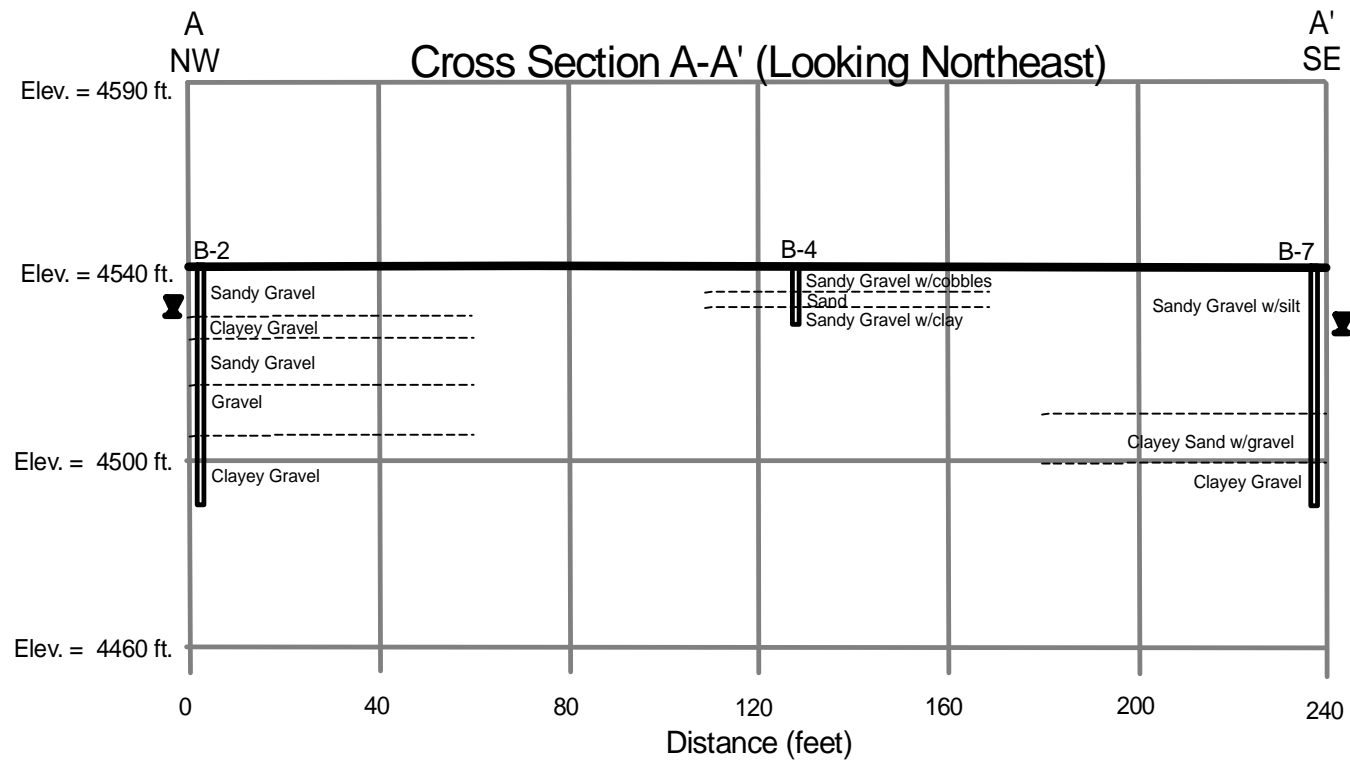 A
NW
A'
SE
Cross Section A-A' (Looking Northeast)
Elev. = 4590 ft.
B-2
B-4
B-7
Elev. = 4540 ft.
Sandy Gravel
Clayey Gravel
Sandy Gravel
Gravel
Clayey Gravel
Sandy Gravel w/cobbles
Sand
Sandy Gravel w/clay
Sandy Gravel w/silt
Clayey Sand w/gravel
Clayey Gravel
Elev. = 4500 ft.
Elev. = 4460 ft.
0 40 80 120 160 200 240
Distance (feet)